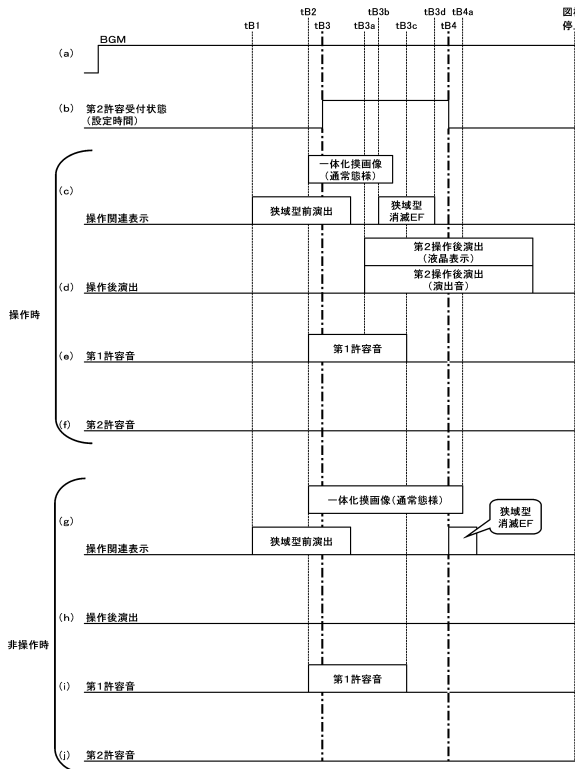 tB2 tB3b tB3d tB4a 図
tB1 tB3 tB3a tB3c tB4 停
(a) BGM
(b) 第2許容受付状態
(設定時間)
一体化摸画像
(通常態様)
(c)
狭域型前演出 狭域型
消滅EF
操作関連表示
第2操作後演出
(液晶表示)
第2操作後演出
(演出音)
(d) 操作後演出
操作時
(e) 第1許容音 第1許容音
(f) 第2許容音
一体化摸画像(通常態様)
狭域型
消滅EF
(g)
狭域型前演出
操作関連表示
(h) 操作後演出
非操作時
(i) 第1許容音 第1許容音
(j) 第2許容音